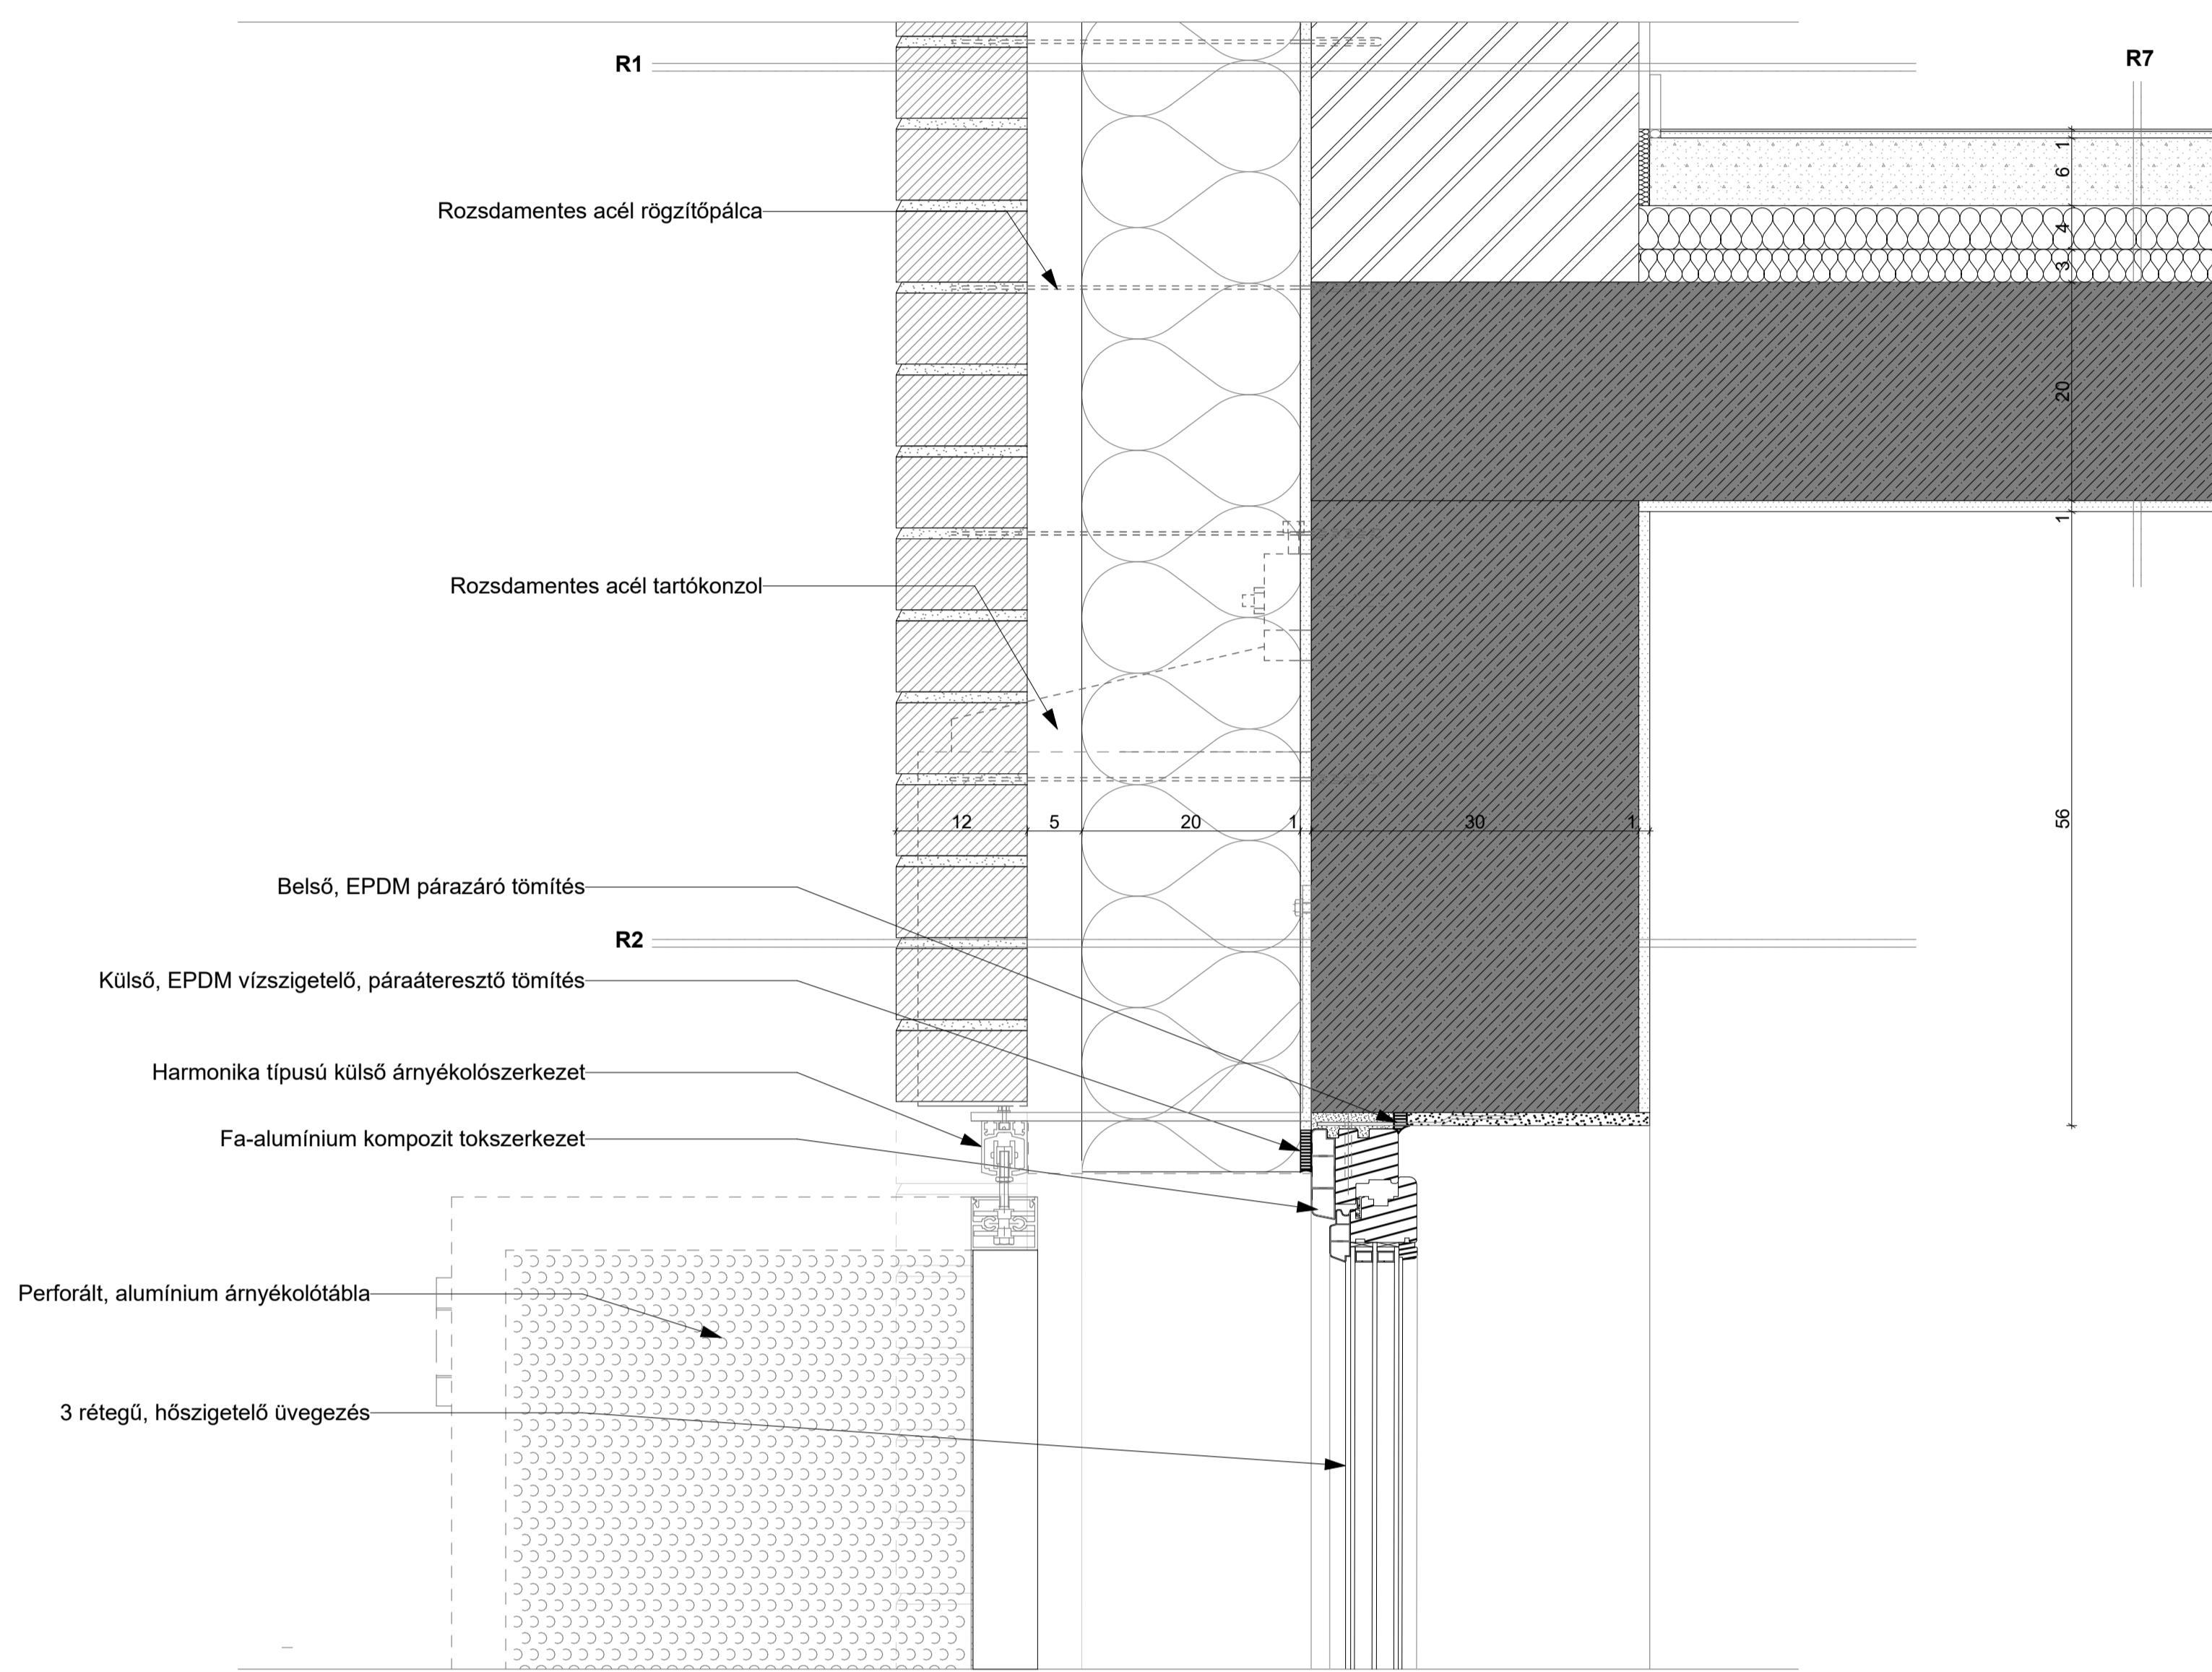 R1
R7
1
6
Rozsdamentes acél rögzítőpálca
4
3
20
1
Rozsdamentes acél tartókonzol
12 5 20 1 30 1
56
Belső, EPDM párazáró tömítés
R2
Külső, EPDM vízszigetelő, páraáteresztő tömítés
Harmonika típusú külső árnyékolószerkezet
Fa-alumínium kompozit tokszerkezet
Perforált, alumínium árnyékolótábla
3 rétegű, hőszigetelő üvegezés